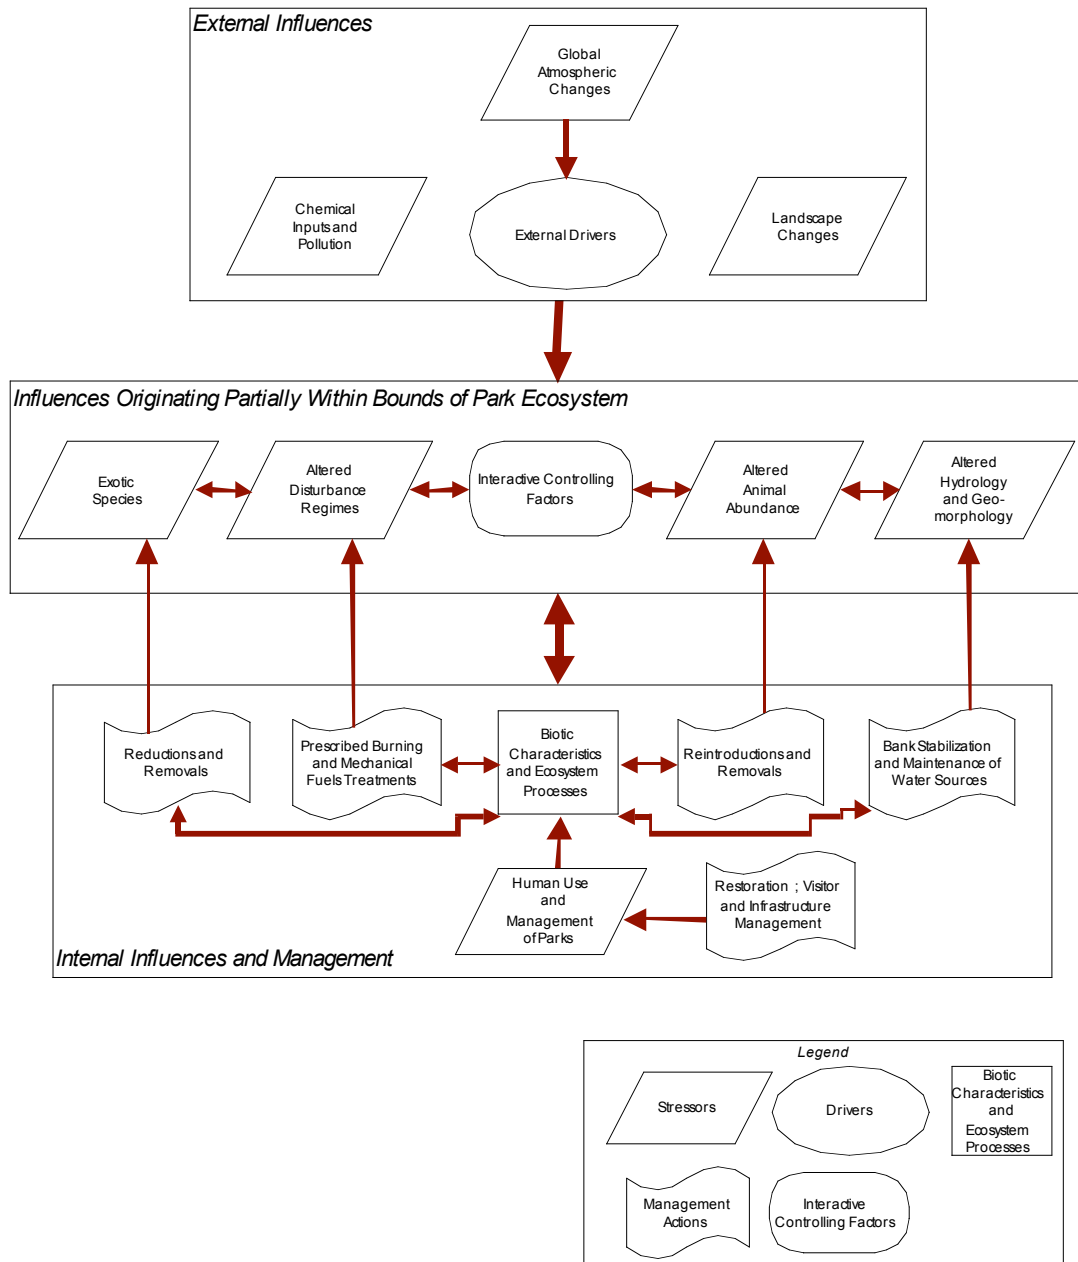 External Influences
Global
Atmospheric
Changes
Chemical
Inputs and
Pollution
External Drivers
Landscape
Changes
Influences Originating Partially Within Bounds of Park Ecosystem
Exotic
Species
Altered
Disturbance
Regimes
Interactive Controlling
Factors
Altered
Animal
Abundance
Altered
Hydrology
and Geo-
morphology
Reductions and
Removals
Prescribed Burning
and Mechanical
Fuels Treatments
Biotic
Characteristics
and Ecosystem
Processes
Reintroductions and
Removals
Bank Stabilization
and Maintenance of
Water Sources
Human Use
and
Management
of Parks
Restoration ; Visitor
and Infrastructure
Management
Internal Influences and Management
Legend
Stressors
Drivers
Biotic
Characteristics
and
Ecosystem
Processes
Management
Actions
Interactive
Controlling Factors